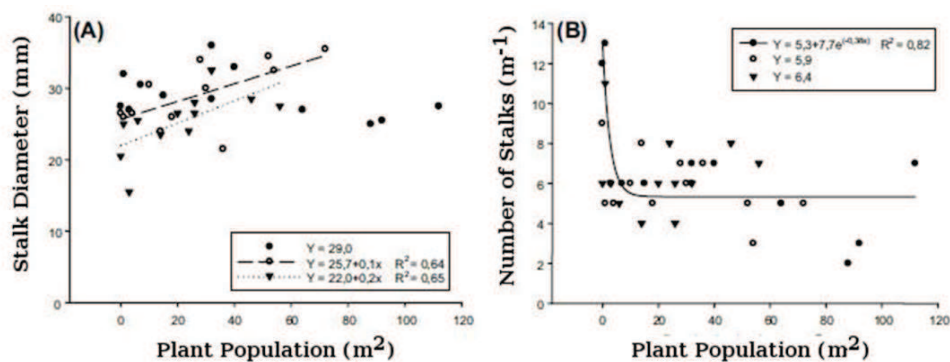 (A)
Stalk Diameter (mm)
40
30
20
10
0
Y = 29,0
Y = 25,7+0,1x R² = 0,64
Y = 22,0+0,2x R² = 0,65
0 20 40 60 80 100 120
Plant Population (m²)
(B)
Number of Stalks (m⁻¹)
14
12
10
8
6
4
2
0
Y = 5,3+7,7e(-0,38x) R² = 0,82
Y = 5,9
Y = 6,4
0 20 40 60 80 100 120
Plant Population (m²)